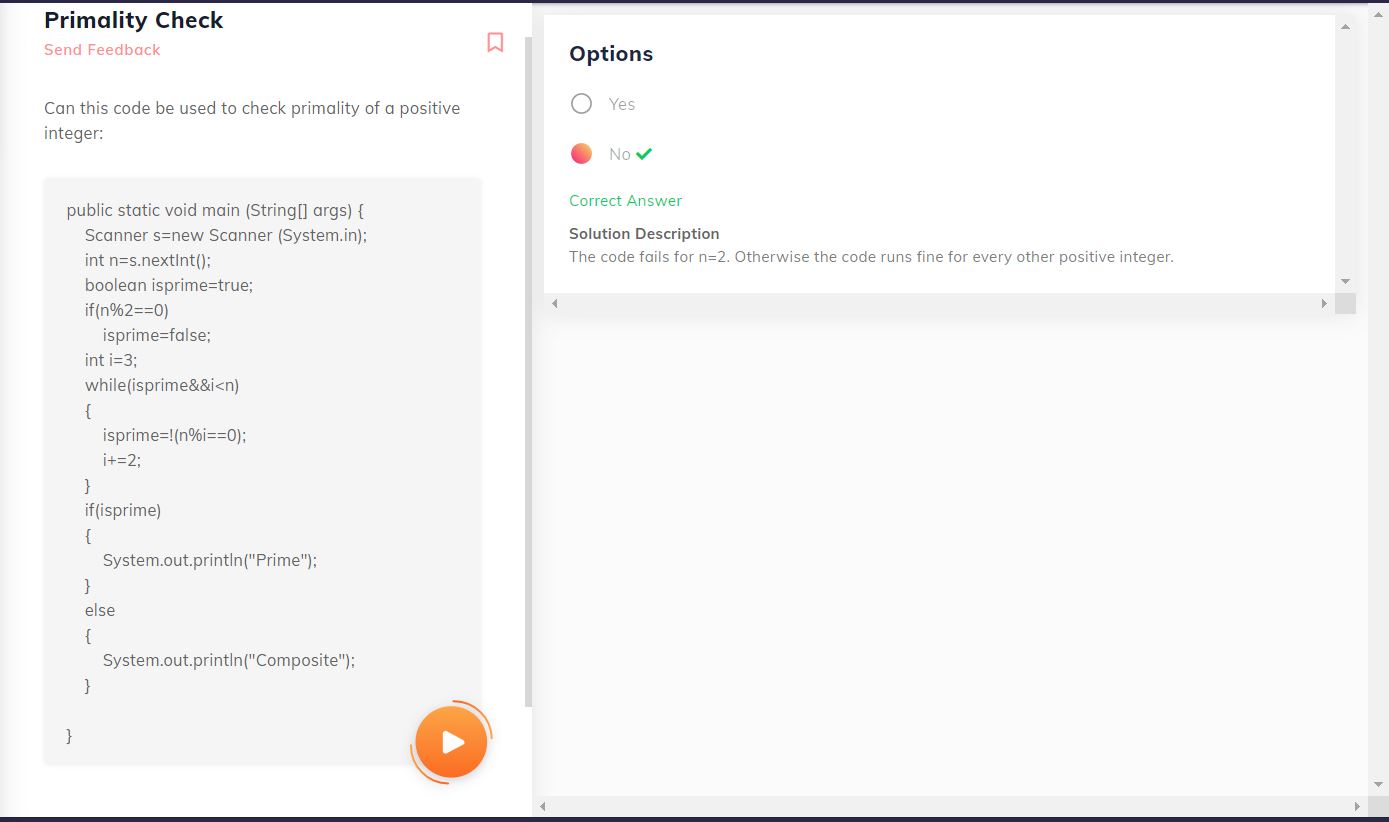 Primality Check
Send Feedback
Can this code be used to check primality of a positive
integer:
public static void main (String[] args) {
Scanner s=new Scanner (System.in);
int n=s.nextInt();
boolean isprime=true;
if(n%2==0)
isprime=false;
int i=3;
while(isprime&&i<n)
{
isprime=!(n%i==0);
i+=2;
}
if(isprime)
{
System.out.println("Prime");
}
else
{
System.out.println("Composite");
}
}
Options
Yes
No
Correct Answer
Solution Description
The code fails for n=2. Otherwise the code runs fine for every other positive integer.